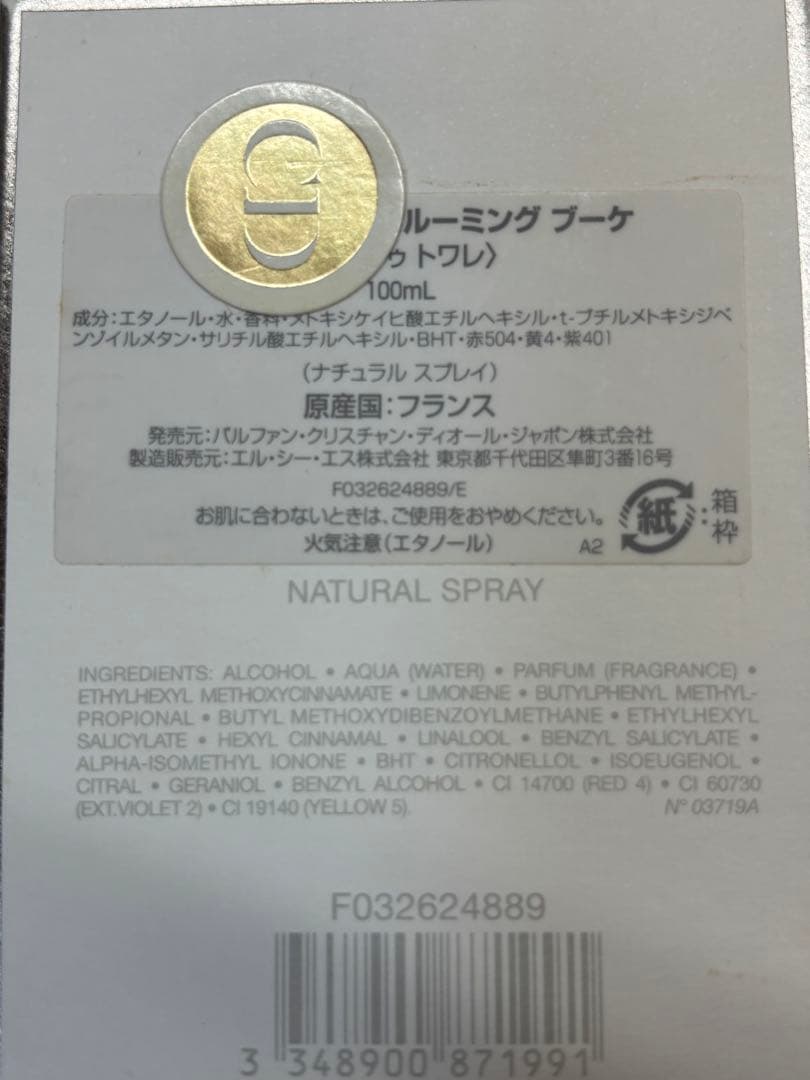 CD
ルーミング ブーケ
ゥ トワレ〉
100mL
成分:エタノール・水・香料・メトキシケイヒ酸エチルヘキシル・t-ブチルメトキシジベ
ンゾイルメタン・サリチル酸エチルヘキシル・BHT・赤504・黄4・紫401
(ナチュラル スプレイ)
原産国:フランス
発売元:パルファン・クリスチャン・ディオール・ジャポン株式会社
製造販売元:エル・シー・エス株式会社 東京都千代田区隼町3番16号
F032624889/E
お肌に合わないときは、ご使用をおやめください。
火気注意(エタノール) A2
紙:箱
枠
NATURAL SPRAY
INGREDIENTS: ALCOHOL • AQUA (WATER) • PARFUM (FRAGRANCE) •
ETHYLHEXYL METHOXYCINNAMATE • LIMONENE • BUTYLPHENYL METHYL-
PROPIONAL • BUTYL METHOXYDIBENZOYLMETHANE • ETHYLHEXYL
SALICYLATE • HEXYL CINNAMAL • LINALOOL • BENZYL SALICYLATE •
ALPHA-ISOMETHYL IONONE • BHT • CITRONELLOL • ISOEUGENOL •
CITRAL • GERANIOL • BENZYL ALCOHOL • CI 14700 (RED 4) • CI 60730
(EXT.VIOLET 2) • CI 19140 (YELLOW 5). N° 03719A
F032624889
3 348900 871991